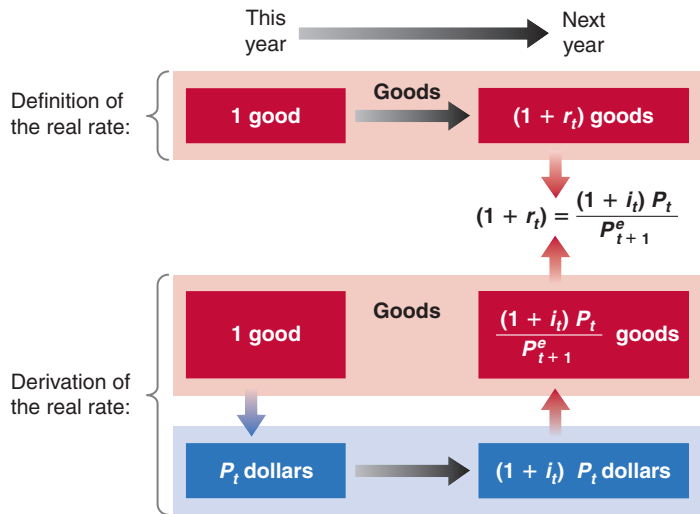 This year
Next year
Definition of the real rate:
1 good
Goods
(1 + r_t) goods
(1 + r_t) = \frac{(1 + i_t) P_t}{P^e_{t+1}}
Derivation of the real rate:
1 good
Goods
\frac{(1 + i_t) P_t}{P^e_{t+1}} goods
P_t dollars
(1 + i_t) P_t dollars